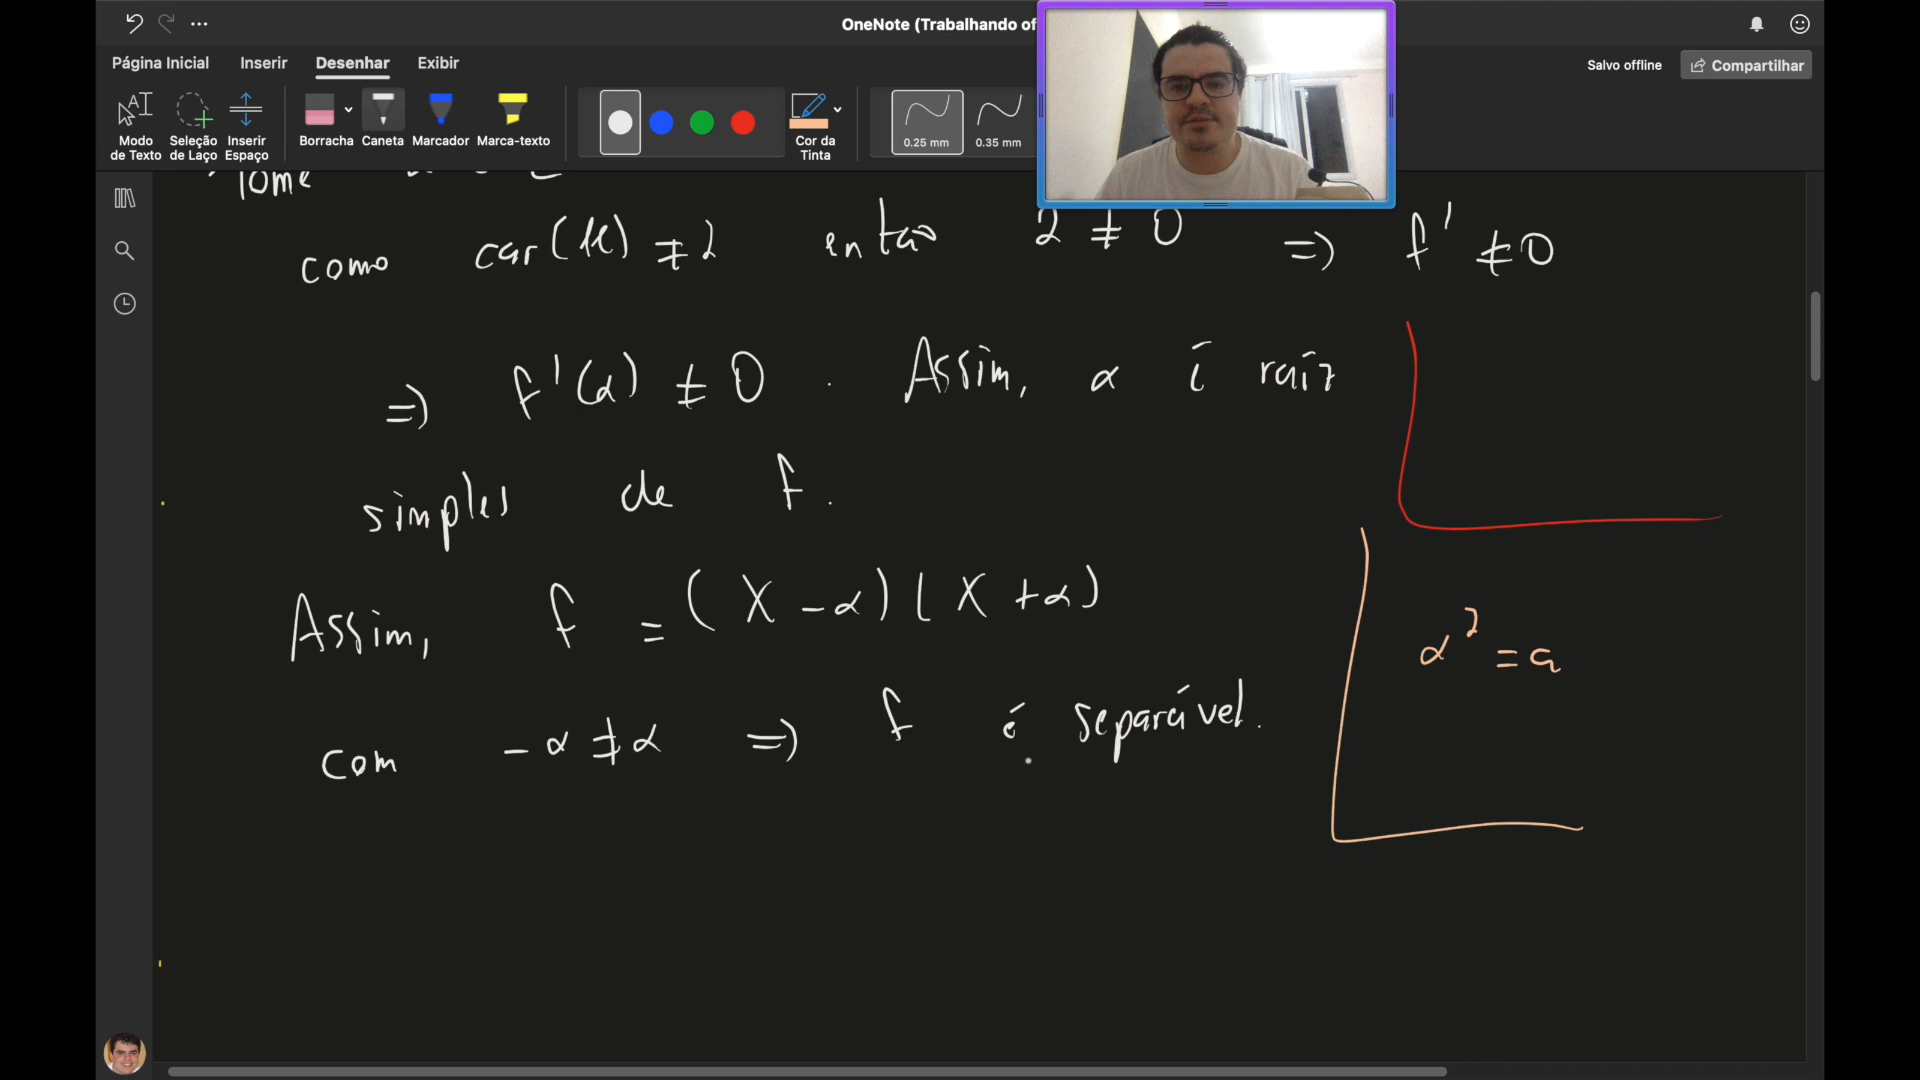 OneNote (Trabalhando of
Página Inicial Inserir Desenhar Exibir
Salvo offline Compartilhar
Modo de Texto Seleção de Laço Inserir Espaço Borracha Caneta Marcador Marca-texto Cor da Tinta 0.25 mm 0.35 mm
Tome
como car(K) ≠ 2 então 2 ≠ 0 => f' ≠ 0
=> f'(α) ≠ 0 . Assim, α é raiz
simples de f.
Assim, f = (X - α)(X + α)
α² = a
com -α ≠ α => f é separável.